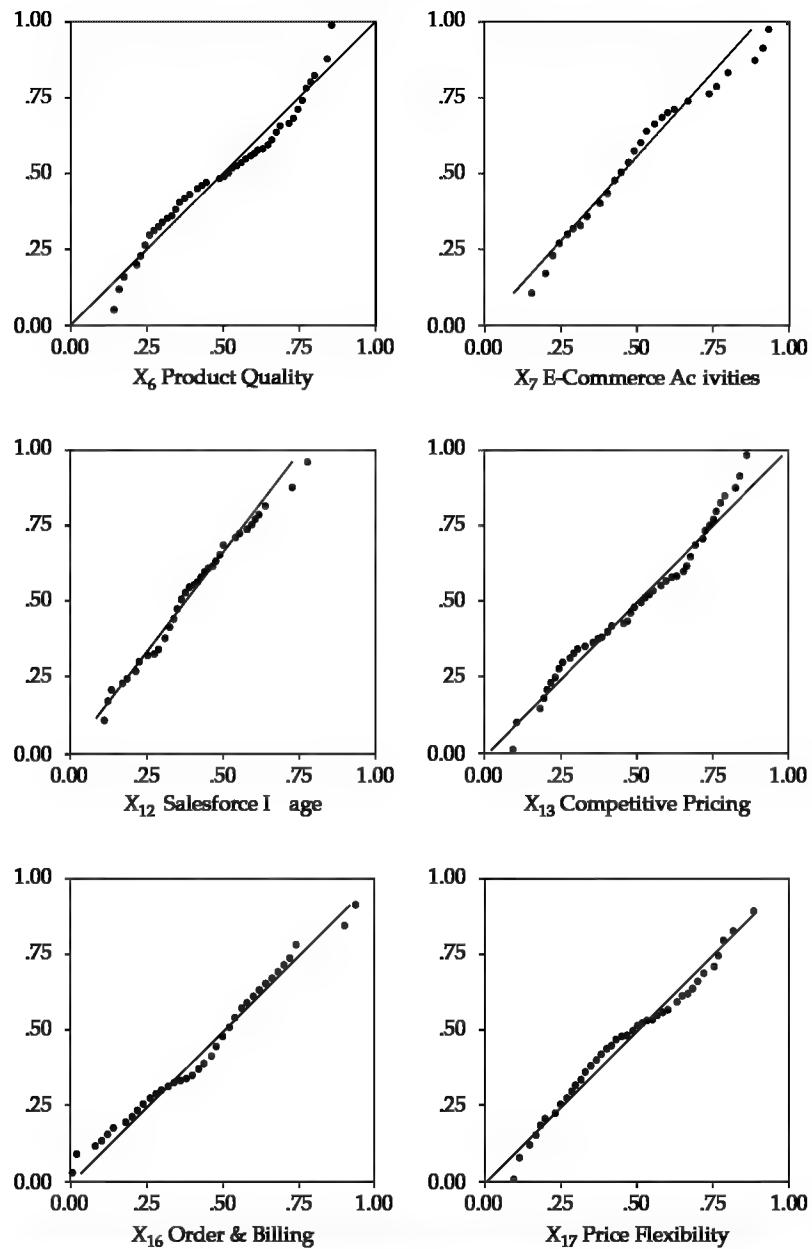 1.00
.75
.50
.25
0.00
0.00 .25 .50 .75 1.00
X6 Product Quality
1.00
.75
.50
.25
0.00
0.00 .25 .50 .75 1.00
X7 E-Commerce Ac ivities
1.00
.75
.50
.25
0.00
0.00 .25 .50 .75 1.00
X12 Salesforce I age
1.00
.75
.50
.25
0.00
0.00 .25 .50 .75 1.00
X13 Competitive Pricing
1.00
.75
.50
.25
0.00
0.00 .25 .50 .75 1.00
X16 Order & Billing
1.00
.75
.50
.25
0.00
0.00 .25 .50 .75 1.00
X17 Price Flexibility